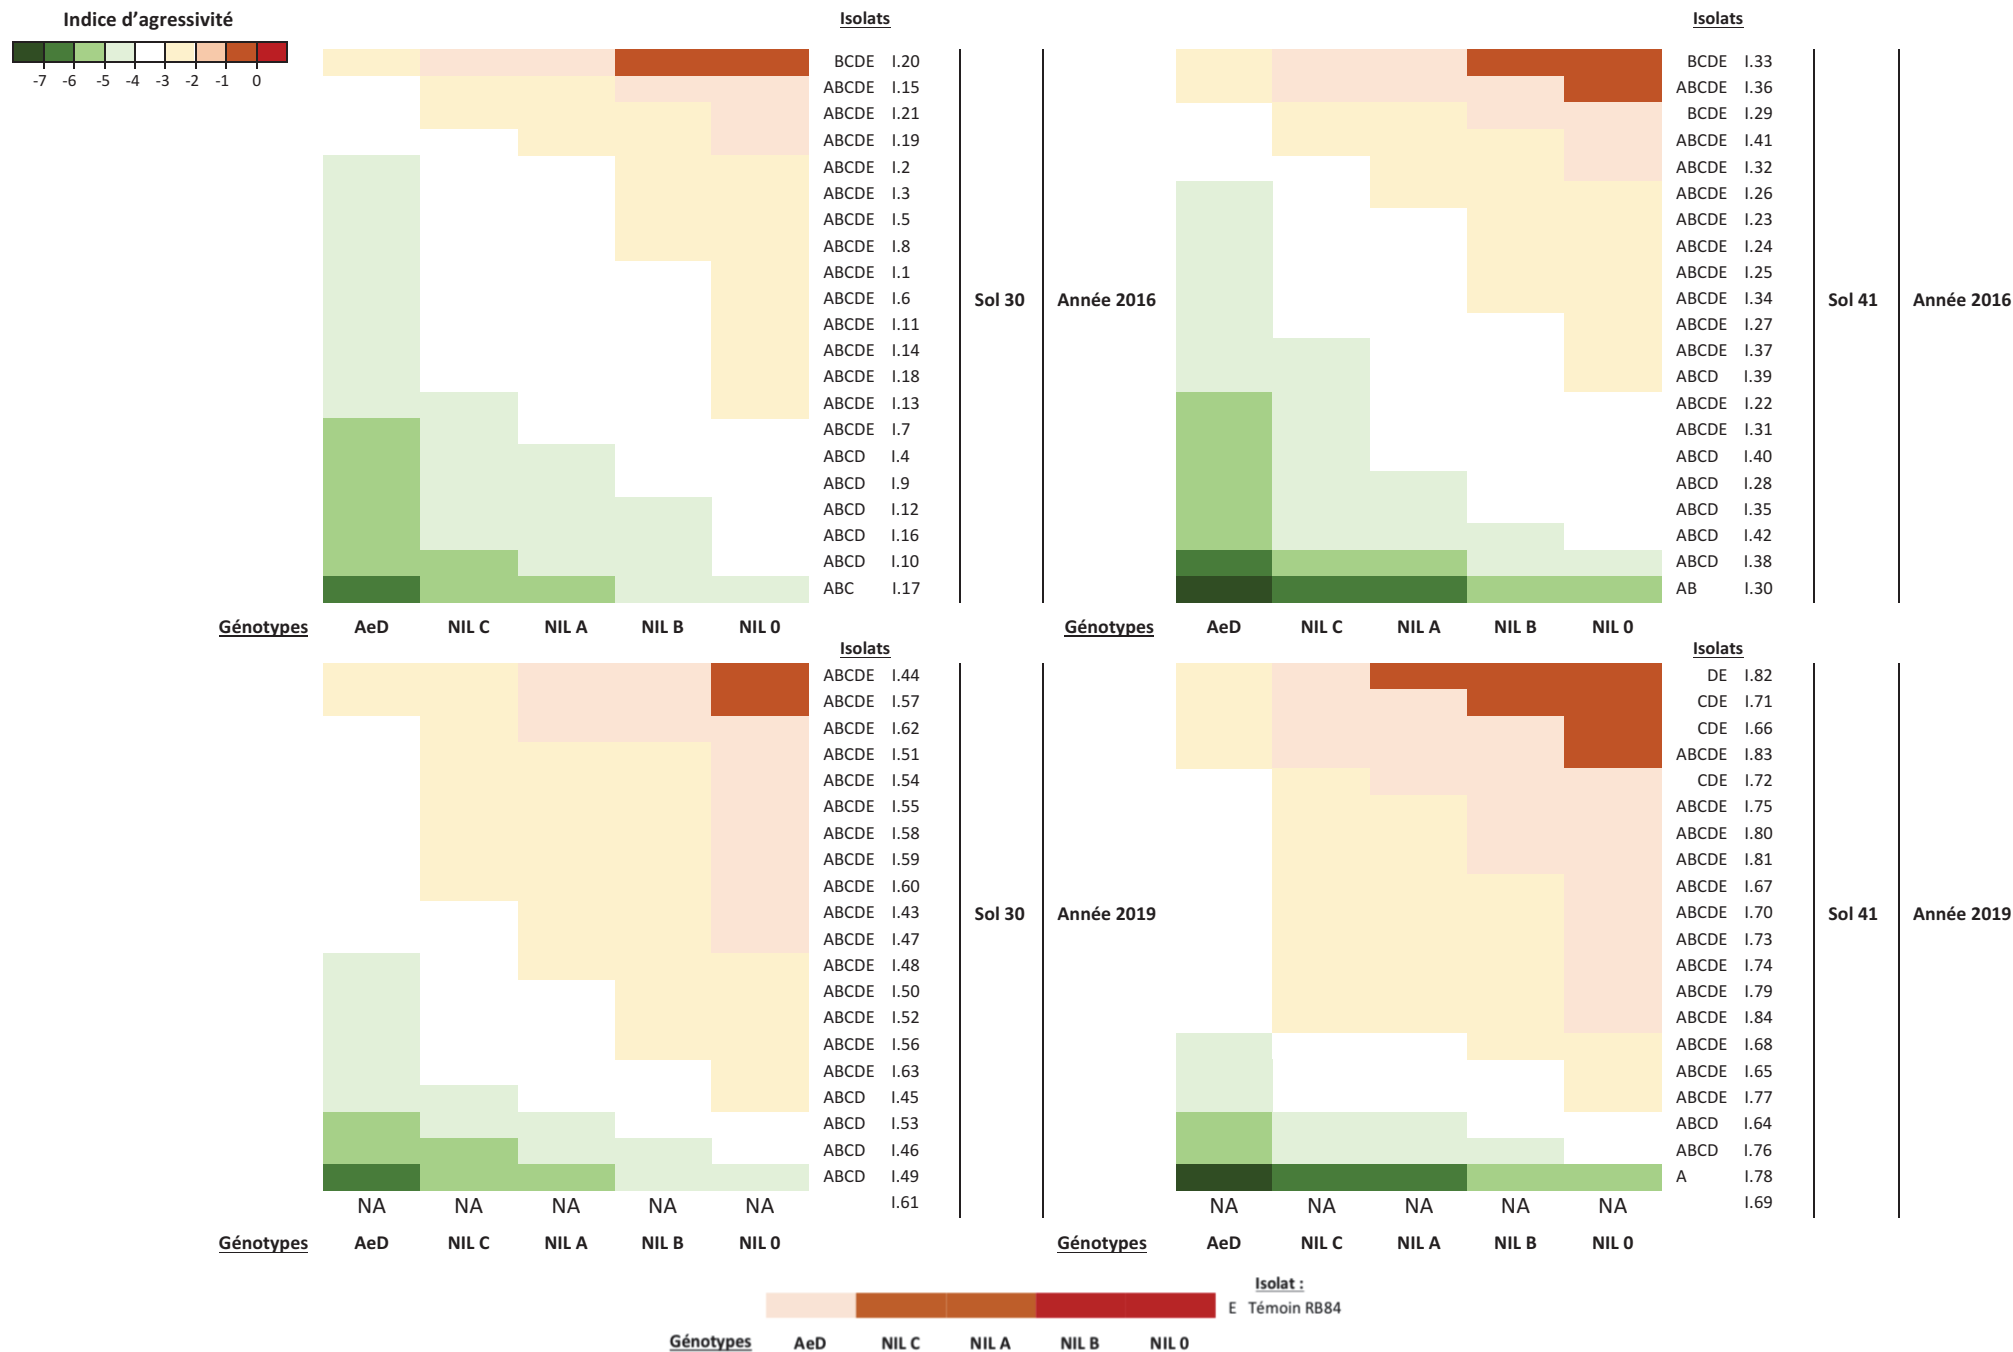 Indice d'agressivité
-7 -6 -5 -4 -3 -2 -1 0
Isolats
BCDE I.20
ABCDE I.15
ABCDE I.21
ABCDE I.19
ABCDE I.2
ABCDE I.3
ABCDE I.5
ABCDE I.8
ABCDE I.1
ABCDE I.6
ABCDE I.11
ABCDE I.14
ABCDE I.18
ABCDE I.13
ABCDE I.7
ABCD I.4
ABCD I.9
ABCD I.12
ABCD I.16
ABCD I.10
ABC I.17
Sol 30
Année 2016
Génotypes AeD NIL C NIL A NIL B NIL 0
Isolats
BCDE I.33
ABCDE I.36
BCDE I.29
ABCDE I.41
ABCDE I.32
ABCDE I.26
ABCDE I.23
ABCDE I.24
ABCDE I.25
ABCDE I.34
ABCDE I.27
ABCDE I.37
ABCD I.39
ABCDE I.22
ABCDE I.31
ABCD I.40
ABCD I.28
ABCD I.35
ABCD I.42
ABCD I.38
AB I.30
Sol 41
Année 2016
Génotypes AeD NIL C NIL A NIL B NIL 0
Isolats
ABCDE I.44
ABCDE I.57
ABCDE I.62
ABCDE I.51
ABCDE I.54
ABCDE I.55
ABCDE I.58
ABCDE I.59
ABCDE I.60
ABCDE I.43
ABCDE I.47
ABCDE I.48
ABCDE I.50
ABCDE I.52
ABCDE I.56
ABCDE I.63
ABCD I.45
ABCD I.53
ABCD I.46
ABCD I.49
NA NA NA NA NA I.61
Sol 30
Année 2019
Génotypes AeD NIL C NIL A NIL B NIL 0
Isolats
DE I.82
CDE I.71
CDE I.66
ABCDE I.83
CDE I.72
ABCDE I.75
ABCDE I.80
ABCDE I.81
ABCDE I.67
ABCDE I.70
ABCDE I.73
ABCDE I.74
ABCDE I.79
ABCDE I.84
ABCDE I.68
ABCDE I.65
ABCDE I.77
ABCD I.64
ABCD I.76
A I.78
NA NA NA NA NA I.69
Sol 41
Année 2019
Génotypes AeD NIL C NIL A NIL B NIL 0
Isolat :
E Témoin RB84
Génotypes AeD NIL C NIL A NIL B NIL 0